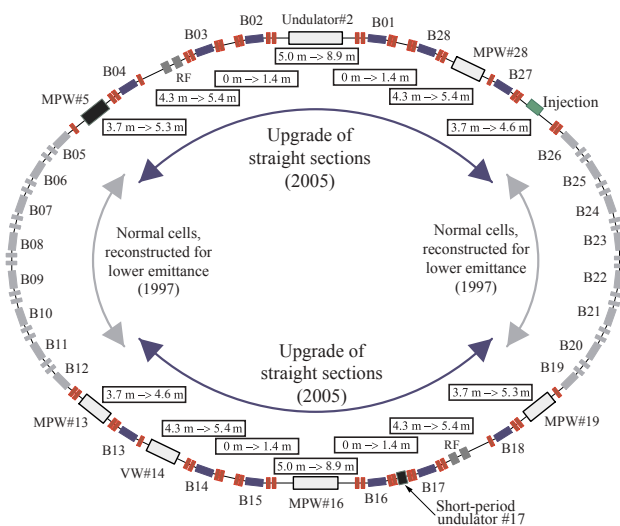 B02
Undulator#2
B01
B03
B28
5.0 m –> 8.9 m
MPW#28
B04
RF
0 m –> 1.4 m
0 m –> 1.4 m
B27
MPW#5
4.3 m –> 5.4 m
4.3 m –> 5.4 m
Injection
3.7 m –> 5.3 m
3.7 m –> 4.6 m
Upgrade of
straight sections
(2005)
B05
B06
B07
B08
B09
B10
B11
B12
B26
B25
B24
B23
B22
B21
B20
B19
Normal cells,
reconstructed for
lower emittance
(1997)
Normal cells,
reconstructed for
lower emittance
(1997)
Upgrade of
straight sections
(2005)
3.7 m –> 4.6 m
3.7 m –> 5.3 m
MPW#13
4.3 m –> 5.4 m
4.3 m –> 5.4 m
MPW#19
B13
0 m –> 1.4 m
0 m –> 1.4 m
RF
B18
VW#14
5.0 m –> 8.9 m
B14
B17
B15
MPW#16
B16
Short-period
undulator #17